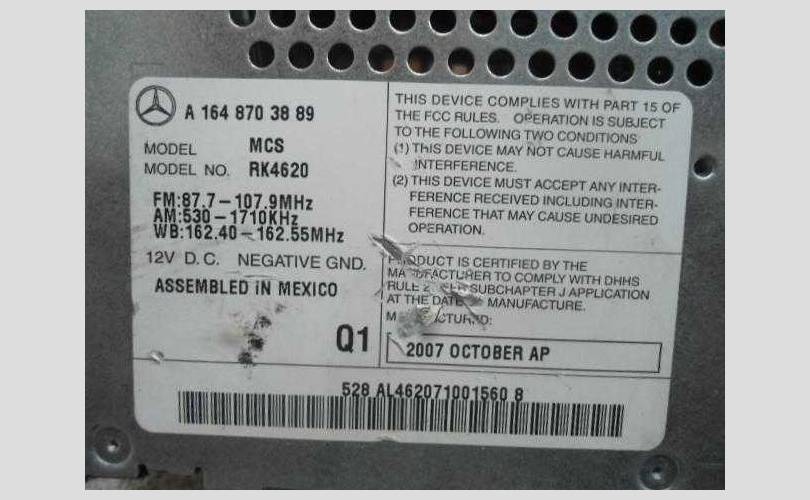 A 164 870 38 89
MODEL MCS
MODEL NO. RK4620
FM:87.7-107.9MHz
AM:530-1710KHz
WB:162.40-162.55MHz
12V D.C. NEGATIVE GND.
ASSEMBLED IN MEXICO
Q1
THIS DEVICE COMPLIES WITH PART 15 OF
THE FCC RULES. OPERATION IS SUBJECT
TO THE FOLLOWING TWO CONDITIONS
(1) THIS DEVICE MAY NOT CAUSE HARMFUL
INTERFERENCE.
(2) THIS DEVICE MUST ACCEPT ANY INTER-
FERENCE RECEIVED INCLUDING INTER-
FERENCE THAT MAY CAUSE UNDESIRED
OPERATION.
PRODUCT IS CERTIFIED BY THE
MANUFACTURER TO COMPLY WITH DHHS
RULE SUBCHAPTER J APPLICATION
AT THE DATE MANUFACTURE.
2007 OCTOBER AP
528 AL462071001560 8